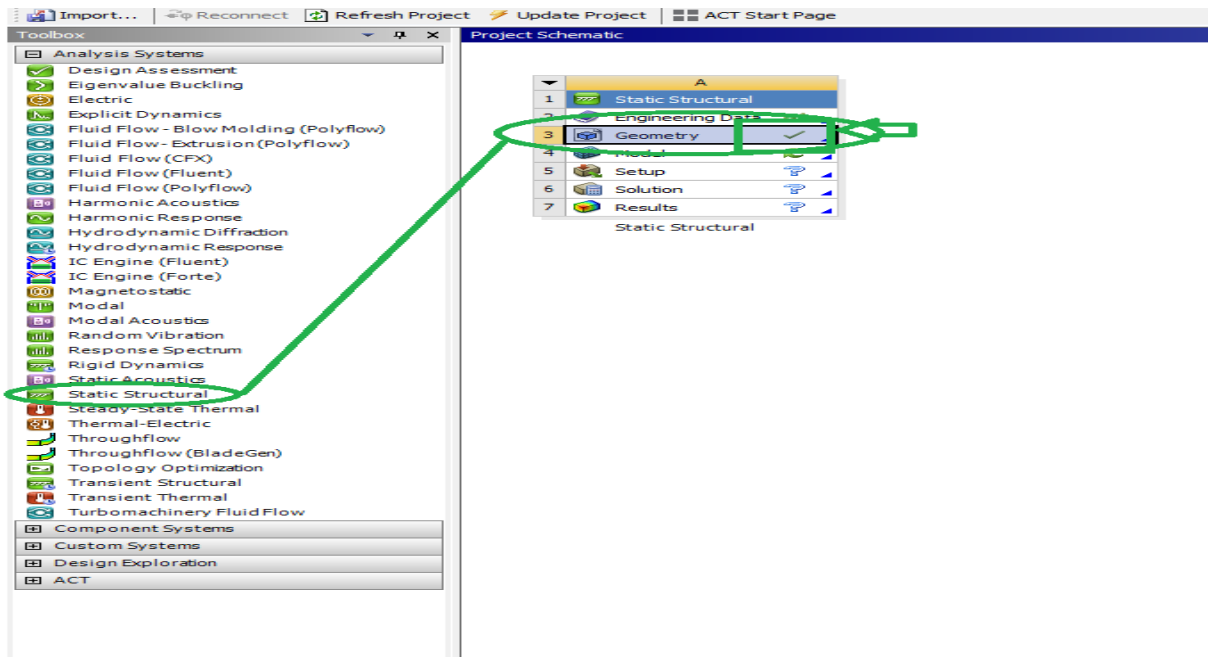 Import... Reconnect Refresh Project Update Project ACT Start Page
Toolbox
Project Schematic
Analysis Systems
Design Assessment
Eigenvalue Buckling
Electric
Explicit Dynamics
Fluid Flow - Blow Molding (Polyflow)
Fluid Flow - Extrusion (Polyflow)
Fluid Flow (CFX)
Fluid Flow (Fluent)
Fluid Flow (Polyflow)
Harmonic Acoustics
Harmonic Response
Hydrodynamic Diffraction
Hydrodynamic Response
IC Engine (Fluent)
IC Engine (Forte)
Magnetostatic
Modal
Modal Acoustics
Random Vibration
Response Spectrum
Rigid Dynamics
Static Acoustics
Static Structural
Steady-State Thermal
Thermal-Electric
Throughflow
Throughflow (BladeGen)
Topology Optimization
Transient Structural
Transient Thermal
Turbomachinery Fluid Flow
Component Systems
Custom Systems
Design Exploration
ACT
A
1 Static Structural
2 Engineering Data
3 Geometry
4 Model
5 Setup
6 Solution
7 Results
Static Structural